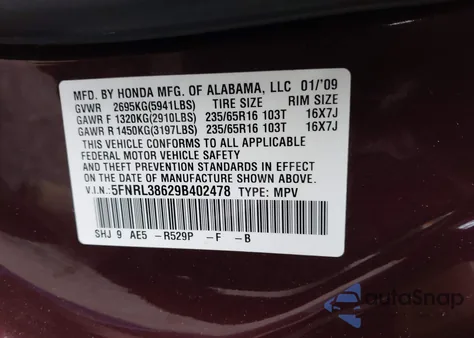 MFD. BY HONDA MFG. OF ALABAMA, LLC 01/'09
GVWR 2695KG(5941LBS) TIRE SIZE RIM SIZE
GAWR F 1320KG(2910LBS) 235/65R16 103T 16X7J
GAWR R 1450KG(3197LBS) 235/65R16 103T 16X7J
THIS VEHICLE CONFORMS TO ALL APPLICABLE
FEDERAL MOTOR VEHICLE SAFETY
AND THEFT PREVENTION STANDARDS IN EFFECT
ON THE DATE OF MANUFACTURE SHOWN ABOVE.
V.I.N: 5FNRL38629B402478 TYPE: MPV
SHJ 9 AE5 -R529P -F -B
autoSnap